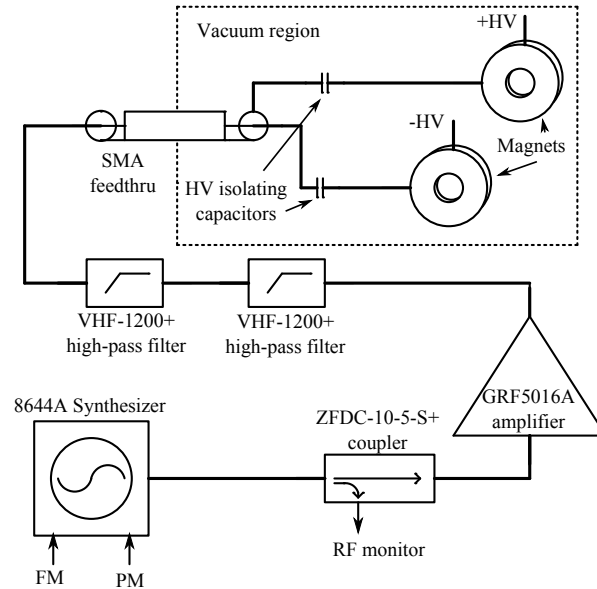 Vacuum region
+HV
-HV
Magnets
SMA
feedthru
HV isolating
capacitors
VHF-1200+
high-pass filter
VHF-1200+
high-pass filter
8644A Synthesizer
ZFDC-10-5-S+
coupler
GRF5016A
amplifier
RF monitor
FM
PM